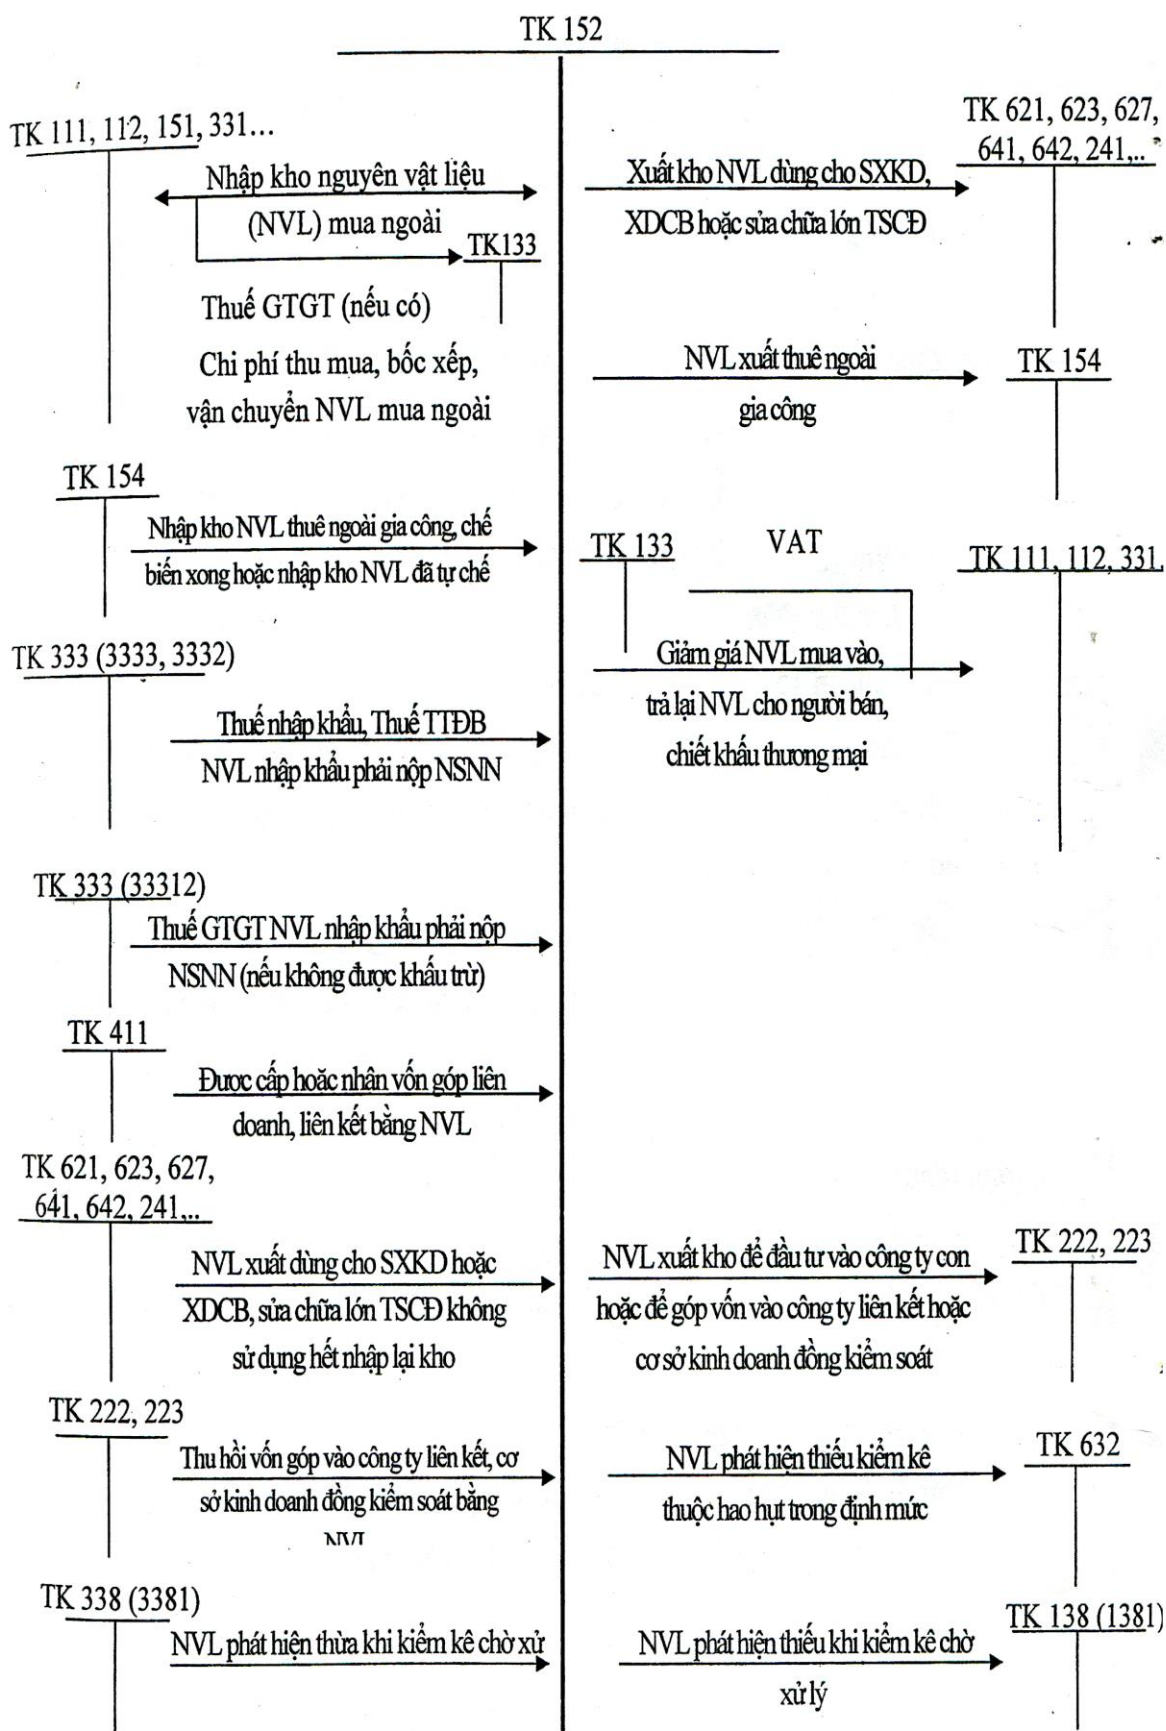 TK 152
TK 111, 112, 151, 331...
Nhập kho nguyên vật liệu
(NVL) mua ngoài
TK133
Thuế GTGT (nếu có)
Chi phí thu mua, bốc xếp,
vận chuyển NVL mua ngoài
TK 621, 623, 627,
641, 642, 241,..
Xuất kho NVL dùng cho SXKD,
XDCB hoặc sửa chữa lớn TSCĐ
NVL xuất thuê ngoài
gia công
TK 154
TK 154
Nhập kho NVL thuê ngoài gia công, chế
biến xong hoặc nhập kho NVL đã tự chế
TK 133
VAT
TK 111, 112, 331,
Giảm giá NVL mua vào,
trả lại NVL cho người bán,
chiết khấu thương mại
TK 333 (3333, 3332)
Thuế nhập khẩu, Thuế TTĐB
NVL nhập khẩu phải nộp NSNN
TK 333 (33312)
Thuế GTGT NVL nhập khẩu phải nộp
NSNN (nếu không được khấu trừ)
TK 411
Được cấp hoặc nhân vốn góp liên
doanh, liên kết bằng NVL
TK 621, 623, 627,
641, 642, 241,..
NVL xuất dùng cho SXKD hoặc
XDCB, sửa chữa lớn TSCĐ không
sử dụng hết nhập lại kho
NVL xuất kho để đầu tư vào công ty con
hoặc để góp vốn vào công ty liên kết hoặc
cơ sở kinh doanh đồng kiểm soát
TK 222, 223
TK 222, 223
Thu hồi vốn góp vào công ty liên kết, cơ
sở kinh doanh đồng kiểm soát bằng
NVL
NVL phát hiện thiếu kiểm kê
thuộc hao hụt trong định mức
TK 632
TK 338 (3381)
NVL phát hiện thừa khi kiểm kê chờ xử
NVL phát hiện thiếu khi kiểm kê chờ
xử lý
TK 138 (1381)